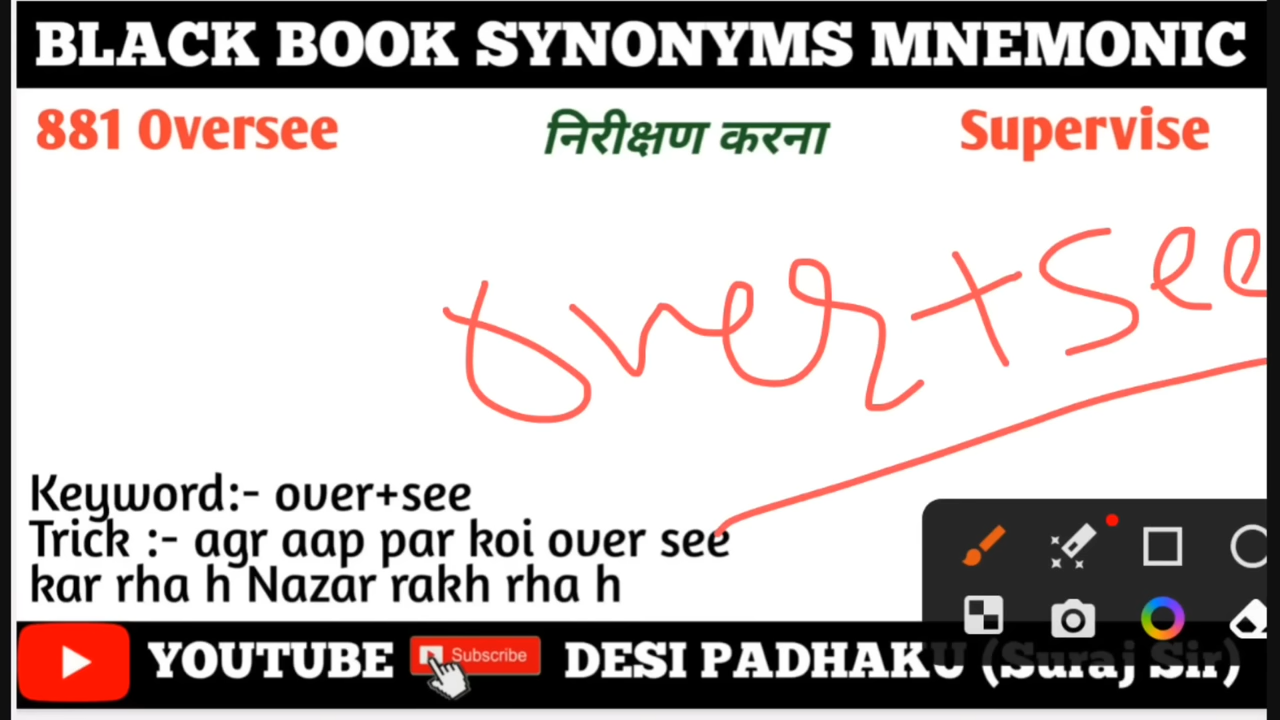 BLACK BOOK SYNONYMS MNEMONIC
881 Oversee निरीक्षण करना Supervise
over+see
Keyword:- over+see
Trick :- agr aap par koi over see
kar rha h Nazar rakh rha h
YOUTUBE Subscribe DESI PADHAKU (Suraj Sir)